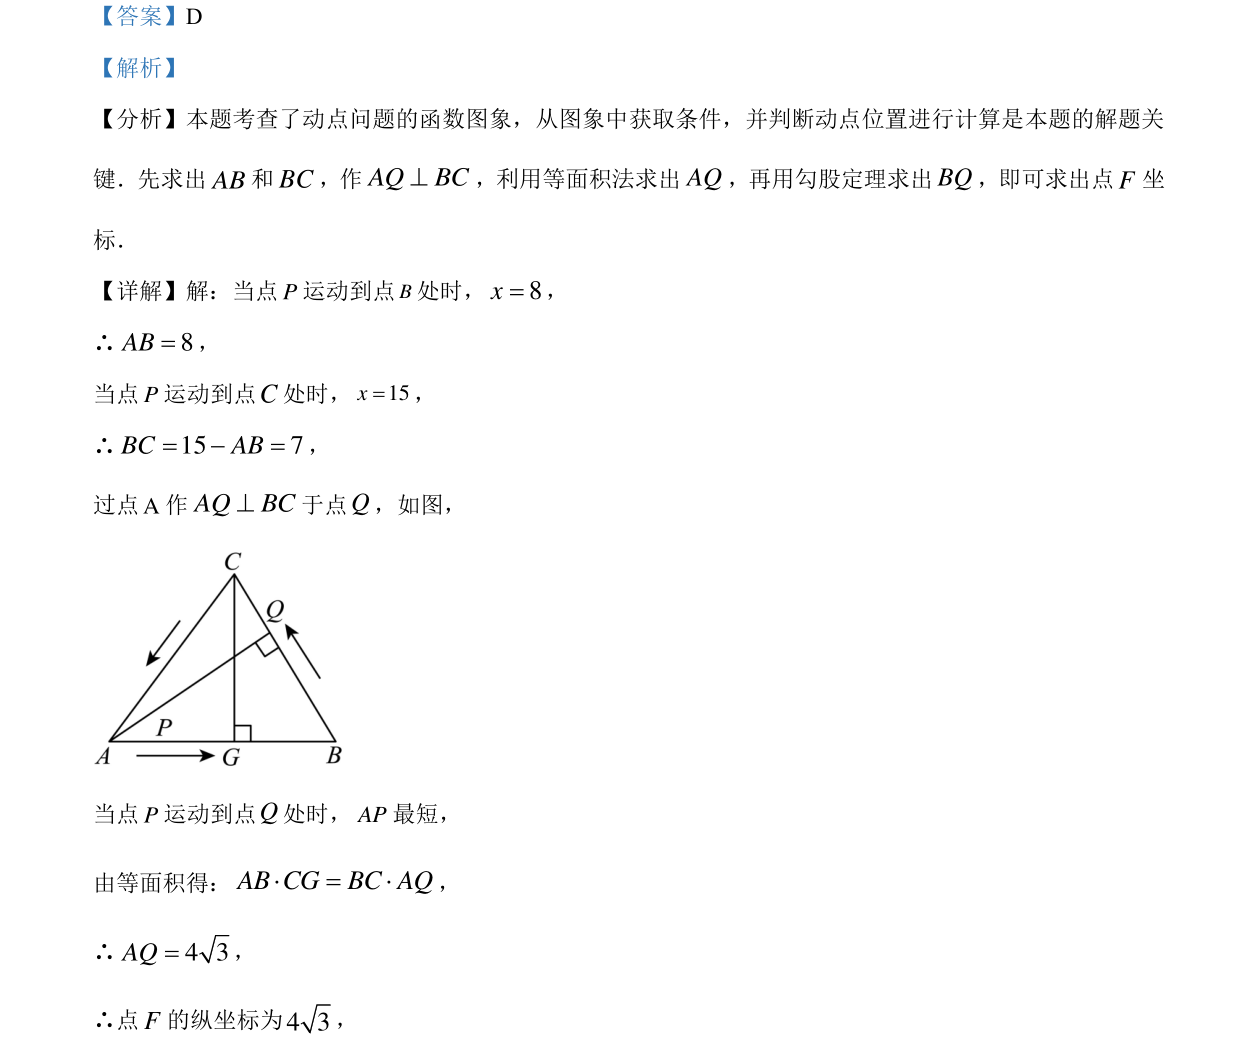 【答案】D
【解析】
【分析】本题考查了动点问题的函数图象，从图象中获取条件，并判断动点位置进行计算是本题的解题关
键．先求出 AB 和 BC，作 AQ⊥BC，利用等面积法求出 AQ，再用勾股定理求出 BQ，即可求出点 F 坐
标．
【详解】解：当点 P 运动到点 B 处时，x=8，
∴ AB=8，
当点 P 运动到点 C 处时，x=15，
∴ BC=15−AB=7，
过点 A 作 AQ⊥BC 于点 Q，如图，
C
Q
P
A
G
B
当点 P 运动到点 Q 处时，AP 最短，
由等面积得：AB·CG=BC·AQ，
∴ AQ=4√3，
∴点 F 的纵坐标为 4√3，